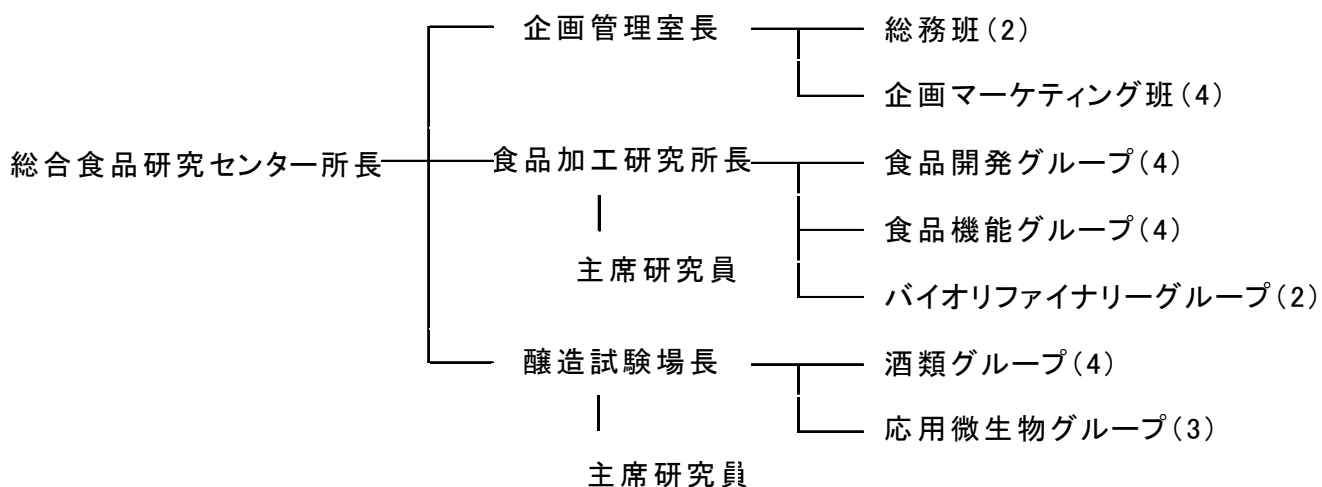 企画管理室長
総務班(2)
企画マーケティング班(4)
総合食品研究センター所長
食品加工研究所長
食品開発グループ(4)
食品機能グループ(4)
主席研究員
バイオリファイナリーグループ(2)
醸造試験場長
酒類グループ(4)
応用微生物グループ(3)
主席研究員